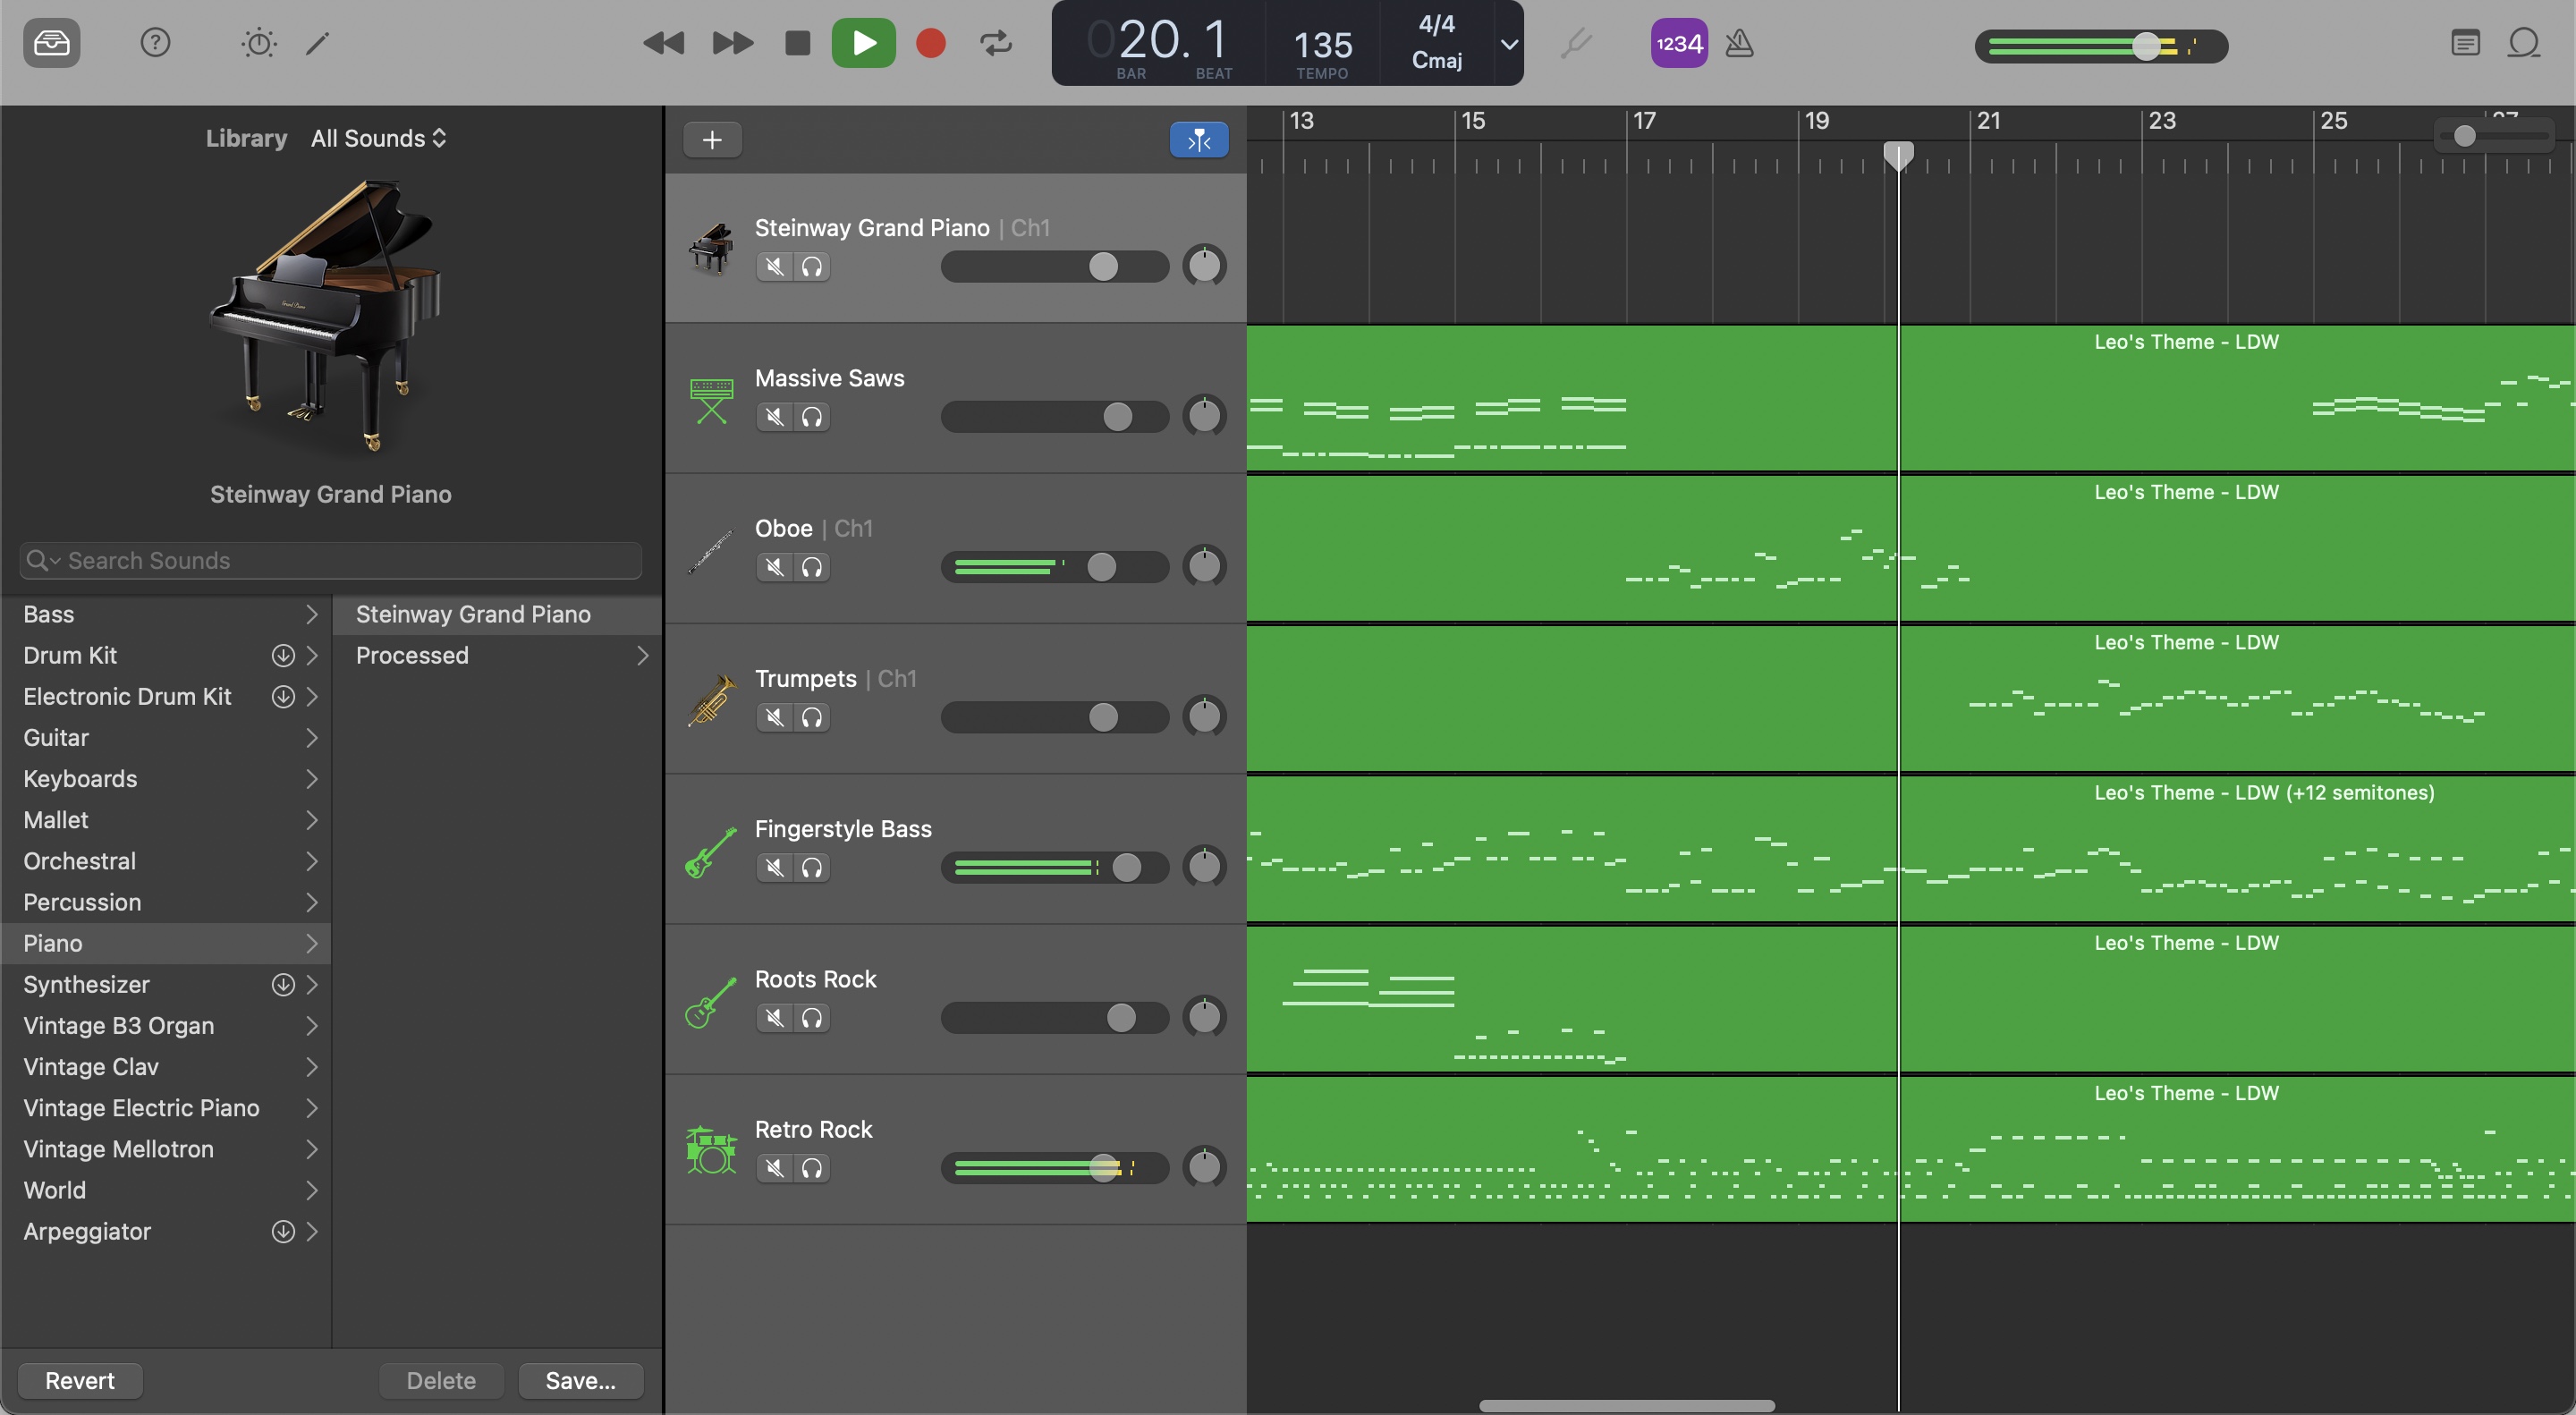 020. 1
BAR BEAT
135
TEMPO
4/4
Cmaj
1234
Library All Sounds
Grand Piano
Steinway Grand Piano
Search Sounds
Bass
Drum Kit
Electronic Drum Kit
Guitar
Keyboards
Mallet
Orchestral
Percussion
Piano
Synthesizer
Vintage B3 Organ
Vintage Clav
Vintage Electric Piano
Vintage Mellotron
World
Arpeggiator
Steinway Grand Piano
Processed
Revert Delete Save...
13 15 17 19 21 23 25 27
Steinway Grand Piano | Ch1
Massive Saws
Leo's Theme - LDW
Oboe | Ch1
Leo's Theme - LDW
Trumpets | Ch1
Leo's Theme - LDW
Fingerstyle Bass
Leo's Theme - LDW (+12 semitones)
Roots Rock
Leo's Theme - LDW
Retro Rock
Leo's Theme - LDW